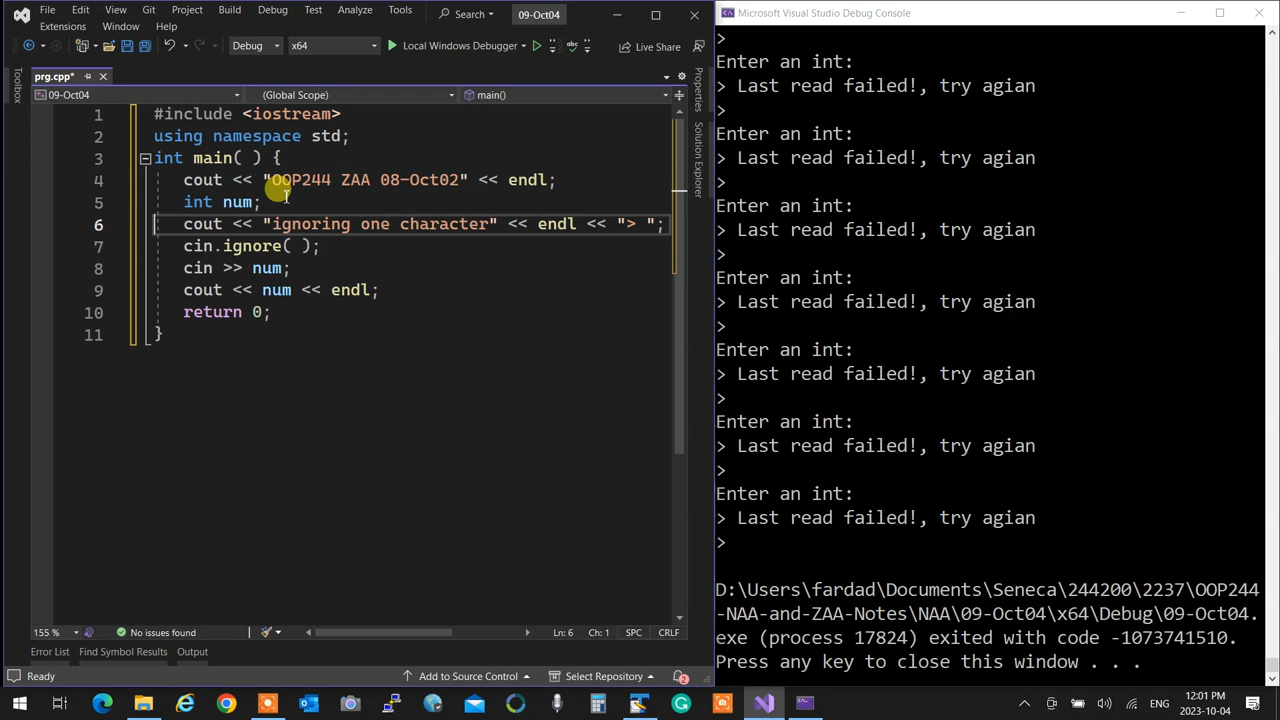 File Edit View Git Project Build Debug Test Analyze Tools Search 09-Oct04
Extension Window Help
Debug x64 Local Windows Debugger Live Share
prg.cpp*
09-Oct04 (Global Scope) main()
Toolbox
Properties
Solution Explorer
1 #include <iostream>
2 using namespace std;
3 int main( ) {
4 cout << "OOP244 ZAA 08-Oct02" << endl;
5 int num;
6 cout << "ignoring one character" << endl << "> ";
7 cin.ignore( );
8 cin >> num;
9 cout << num << endl;
10 return 0;
11 }
155 % No issues found Ln: 6 Ch: 1 SPC CRLF
Error List Find Symbol Results Output
Ready Add to Source Control Select Repository 2
Microsoft Visual Studio Debug Console
>
Enter an int:
> Last read failed!, try agian
>
Enter an int:
> Last read failed!, try agian
>
Enter an int:
> Last read failed!, try agian
>
Enter an int:
> Last read failed!, try agian
>
Enter an int:
> Last read failed!, try agian
>
Enter an int:
> Last read failed!, try agian
>
Enter an int:
> Last read failed!, try agian
>
D:\Users\fardad\Documents\Seneca\244200\2237\OOP244
-NAA-and-ZAA-Notes\NAA\09-Oct04\x64\Debug\09-Oct04.
exe (process 17824) exited with code -1073741510.
Press any key to close this window . . .
ENG 12:01 PM
2023-10-04